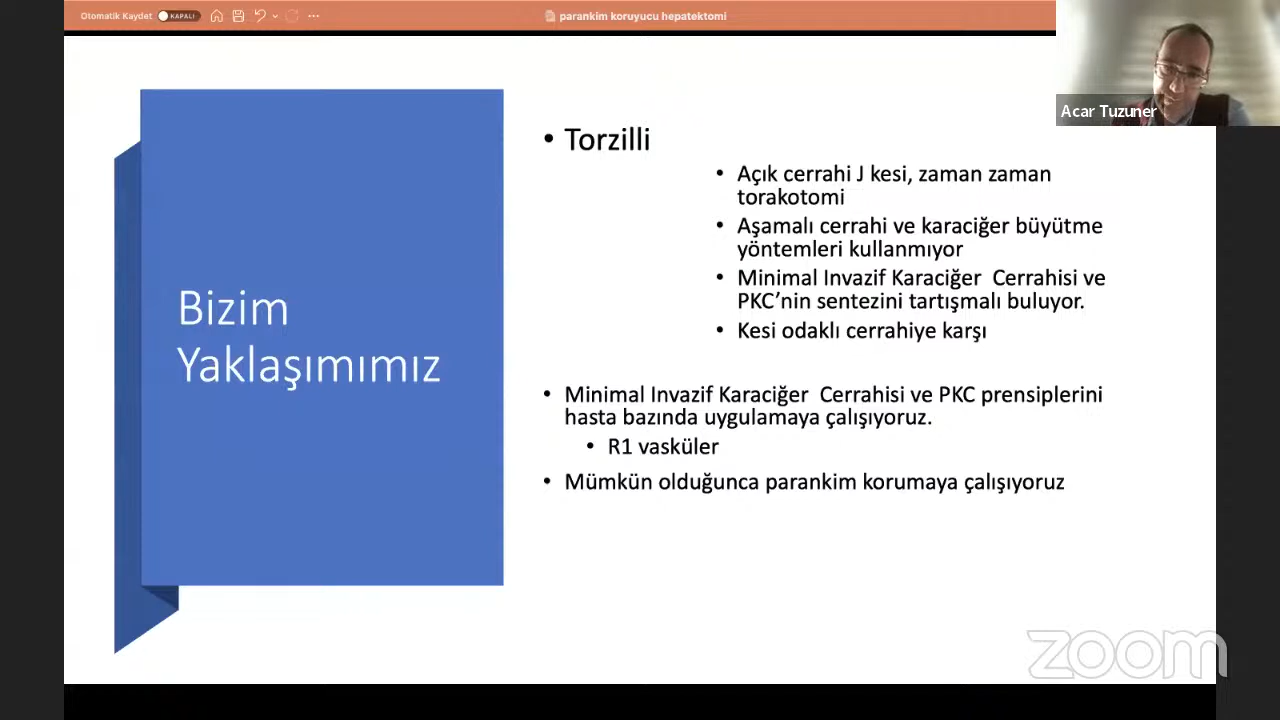 Otomatik Kaydet KAPALI
parankim koruyucu hepatektomi
Acar Tuzuner
Bizim
Yaklaşımımız
• Torzilli
• Açık cerrahi J kesi, zaman zaman
torakotomi
• Aşamalı cerrahi ve karaciğer büyütme
yöntemleri kullanmıyor
• Minimal Invazif Karaciğer Cerrahisi ve
PKC’nin sentezini tartışmalı buluyor.
• Kesi odaklı cerrahiye karşı
• Minimal Invazif Karaciğer Cerrahisi ve PKC prensiplerini
hasta bazında uygulamaya çalışıyoruz.
• R1 vasküler
• Mümkün olduğunca parankim korumaya çalışıyoruz
zoom